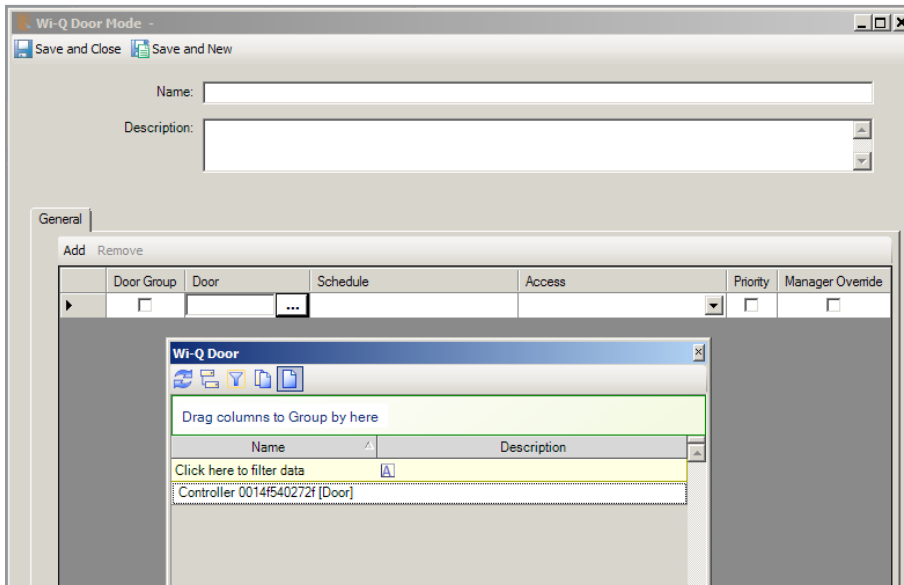 Wi-Q Door Mode -
Save and Close Save and New
Name:
Description:
General
Add Remove
Door Group Door Schedule Access Priority Manager Override
...
Wi-Q Door
Drag columns to Group by here
Name Description
Click here to filter data A
Controller 0014f540272f [Door]